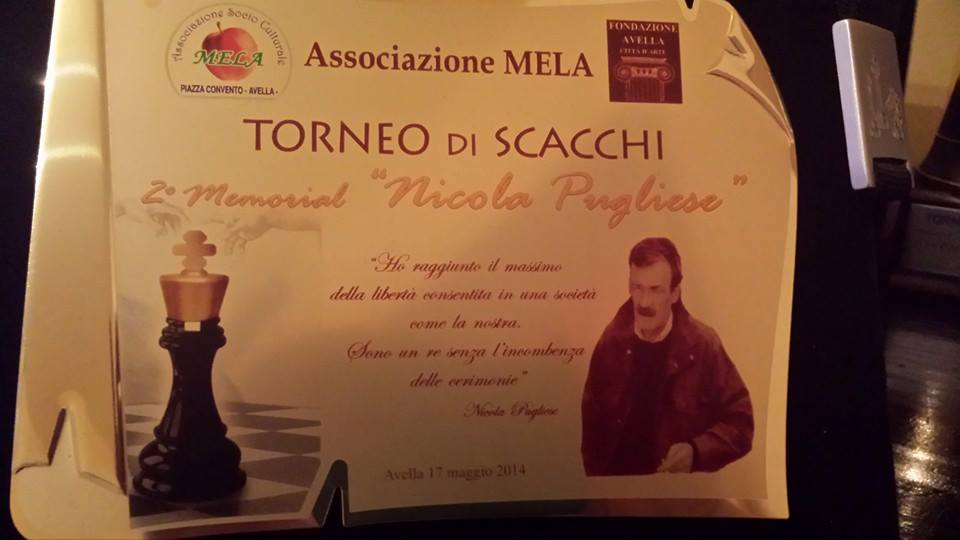 Associazione Socio Culturale
MELA
PIAZZA CONVENTO - AVELLA -
Associazione MELA
FONDAZIONE
AVELLA
CITTÀ D'ARTE
TORNEO DI SCACCHI
2° Memorial "Nicola Pugliese"
"Ho raggiunto il massimo
della libertà consentita in una società
come la nostra.
Sono un re senza l'incombenza
delle cerimonie"
Nicola Pugliese
Avella 17 maggio 2014